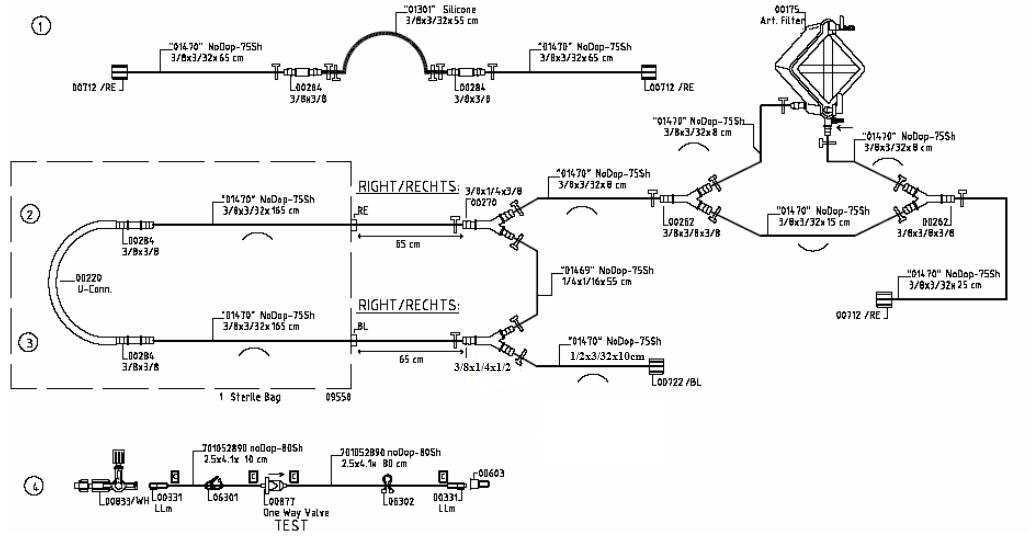 1
"01301" Silicone
3/8x3/32x55 cm
"01470" NoDop-75Sh
3/8x3/32x65 cm
"01470" NoDop-75Sh
3/8x3/32x65 cm
00712 /RE
00284
3/8x3/8
00284
3/8x3/8
00712 /RE
00175
Art. Filter
"01470" NoDop-75Sh
3/8x3/32x8 cm
"01470" NoDop-75Sh
3/8x3/32x8 cm
2
"01470" NoDop-75Sh
3/8x3/32x165 cm
RIGHT/RECHTS:
RE
65 cm
3/8x1/4x3/8
00270
"01470" NoDop-75Sh
3/8x3/32x8 cm
00262
3/8x3/8x3/8
"01470" NoDop-75Sh
3/8x3/32x15 cm
00262
3/8x3/8x3/8
00284
3/8x3/8
00220
U-Conn.
"01469" NoDop-75Sh
1/4x1/16x55 cm
"01470" NoDop-75Sh
3/8x3/32x25 cm
00712 /RE
3
"01470" NoDop-75Sh
3/8x3/32x165 cm
RIGHT/RECHTS:
BL
65 cm
00284
3/8x3/8
3/8x1/4x1/2
"01470" NoDop-75Sh
1/2x3/32x10cm
00722/BL
1 Sterile Bag
09550
4
701052890 noDop-80Sh
2.5x4.1x 10 cm
701052890 noDop-80Sh
2.5x4.1x 80 cm
00603
00833/WH
00331
LLm
06301
00877
One Way Valve
TEST
06302
00331
LLm